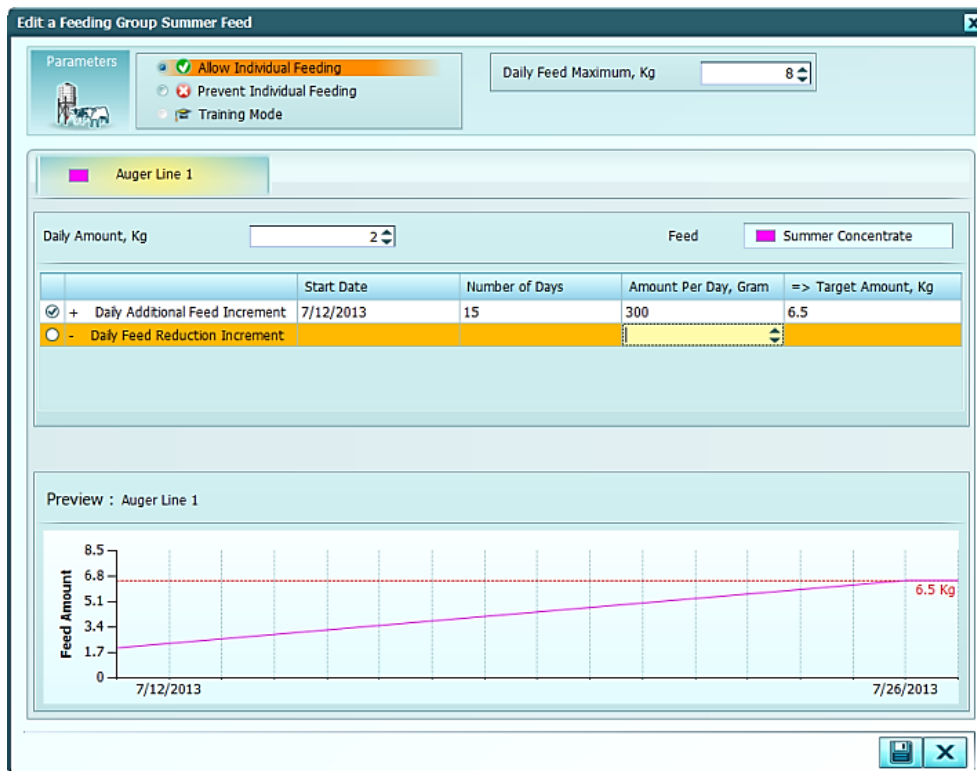 Edit a Feeding Group Summer Feed
Parameters
Allow Individual Feeding
Prevent Individual Feeding
Training Mode
Daily Feed Maximum, Kg 8
Auger Line 1
Daily Amount, Kg 2 Feed Summer Concentrate
Start Date Number of Days Amount Per Day, Gram => Target Amount, Kg
+ Daily Additional Feed Increment 7/12/2013 15 300 6.5
- Daily Feed Reduction Increment
Preview : Auger Line 1
Feed Amount
8.5
6.8
6.5 Kg
5.1
3.4
1.7
0
7/12/2013 7/26/2013